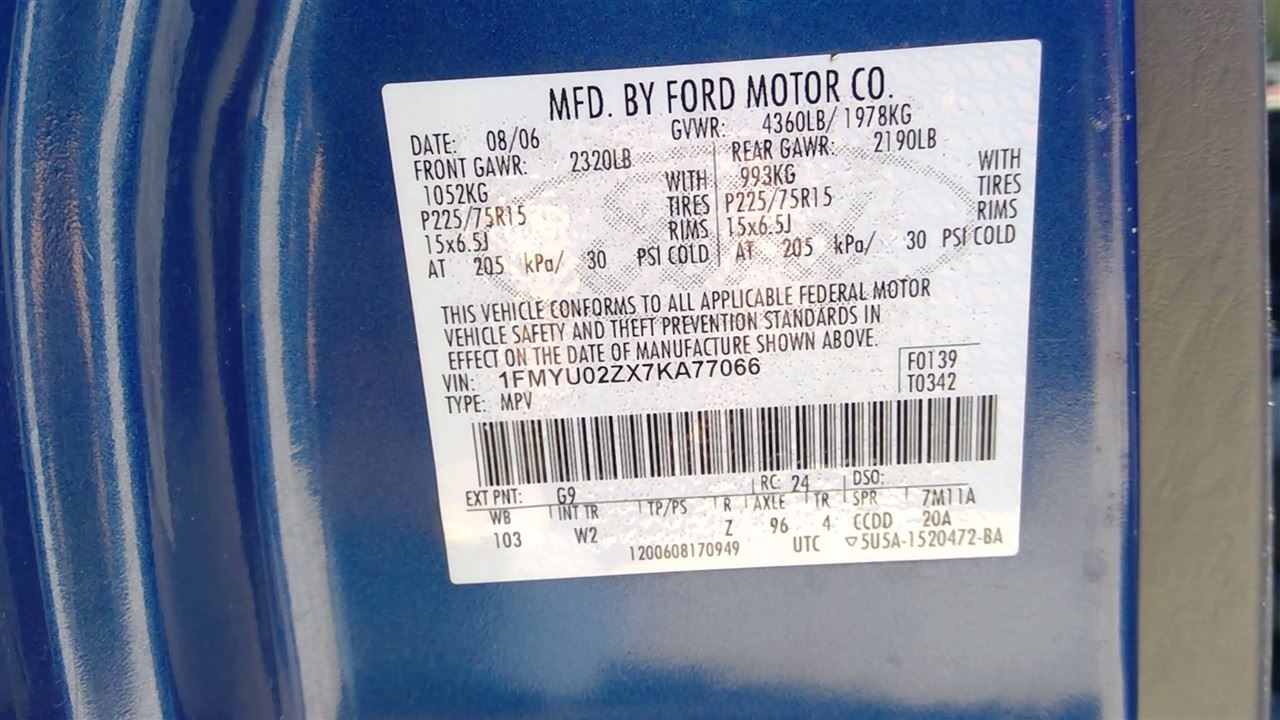 MFD. BY FORD MOTOR CO.
DATE: 08/06 GVWR: 4360LB/ 1978KG
FRONT GAWR: 2320LB REAR GAWR: 2190LB
1052KG WITH 993KG WITH
P225/75R15 TIRES P225/75R15 TIRES
15x6.5J RIMS 15x6.5J RIMS
AT 205 kPa/ 30 PSI COLD AT 205 kPa/ 30 PSI COLD
THIS VEHICLE CONFORMS TO ALL APPLICABLE FEDERAL MOTOR
VEHICLE SAFETY AND THEFT PREVENTION STANDARDS IN
EFFECT ON THE DATE OF MANUFACTURE SHOWN ABOVE.
VIN: 1FMYU02ZX7KA77066 F0139
TYPE: MPV T0342
EXT PNT: G9 RC: 24 DSO:
WB INT TR TP/PS R AXLE TR SPR 7M11A
103 W2 Z 96 4 CCDD 20A
1200608170949 UTC ▽5U5A-1520472-BA